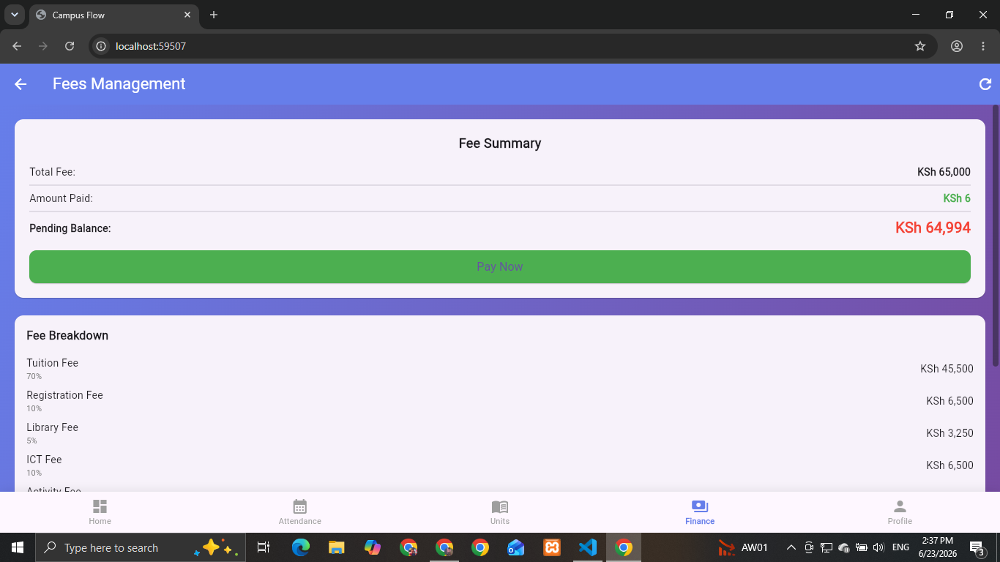 Campus Flow
localhost:59507
Fees Management
Fee Summary
Total Fee: KSh 65,000
Amount Paid: KSh 6
Pending Balance: KSh 64,994
Pay Now
Fee Breakdown
Tuition Fee
70%
KSh 45,500
Registration Fee
10%
KSh 6,500
Library Fee
5%
KSh 3,250
ICT Fee
10%
KSh 6,500
Activity Fee
Home Attendance Units Finance Profile
Type here to search
AW01
ENG
2:37 PM
6/23/2026
3